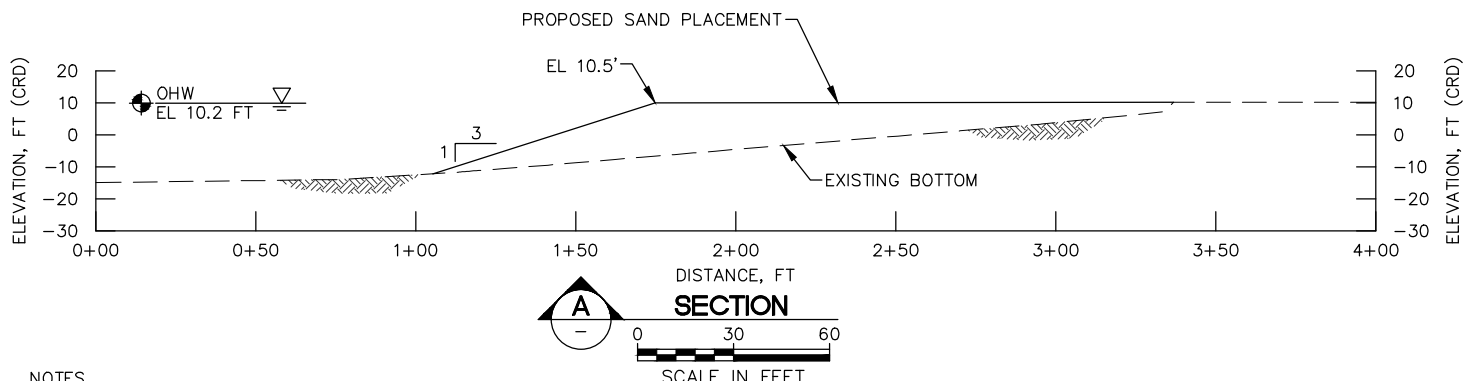 PROPOSED SAND PLACEMENT
EL 10.5'
20
10
0
-10
-20
-30
ELEVATION, FT (CRD)
OHW
EL 10.2 FT
1
3
EXISTING BOTTOM
20
10
0
-10
-20
-30
ELEVATION, FT (CRD)
0+00 0+50 1+00 1+50 2+00 2+50 3+00 3+50 4+00
DISTANCE, FT
A
-
SECTION
0 30 60
SCALE IN FEET
NOTES